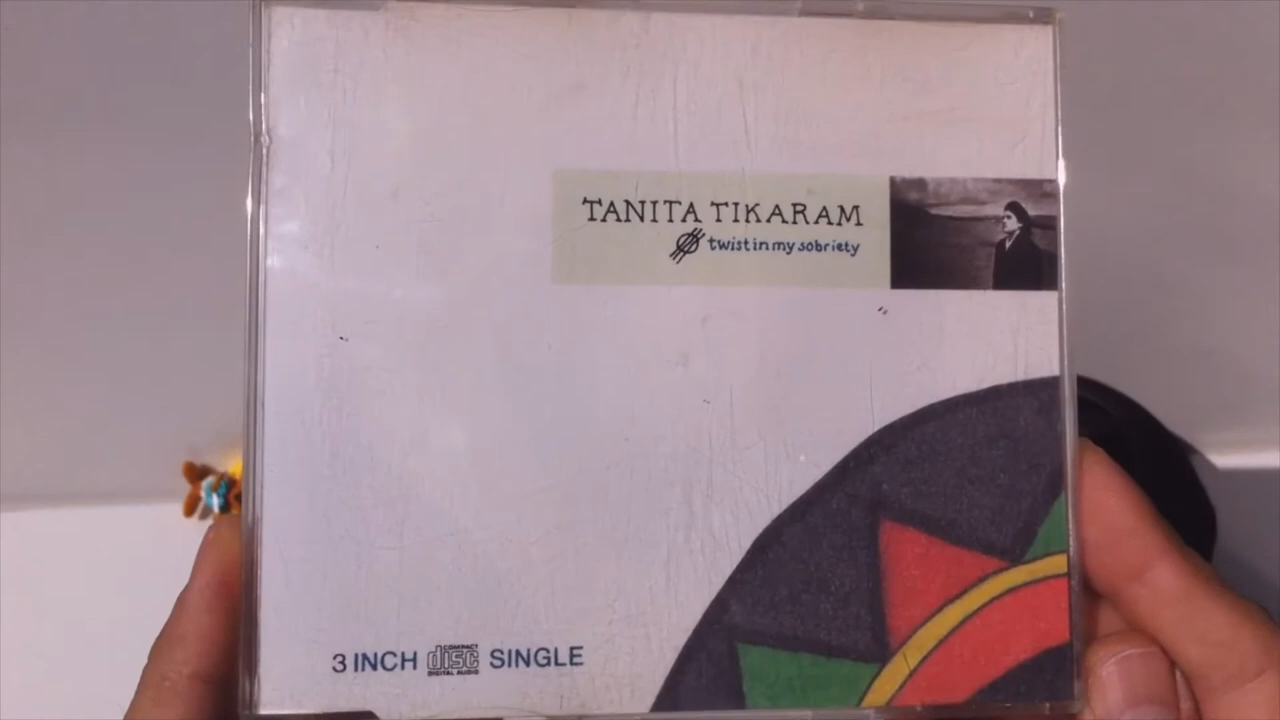 TANITA TIKARAM
twist in my sobriety
3 INCH COMPACT disc DIGITAL AUDIO SINGLE